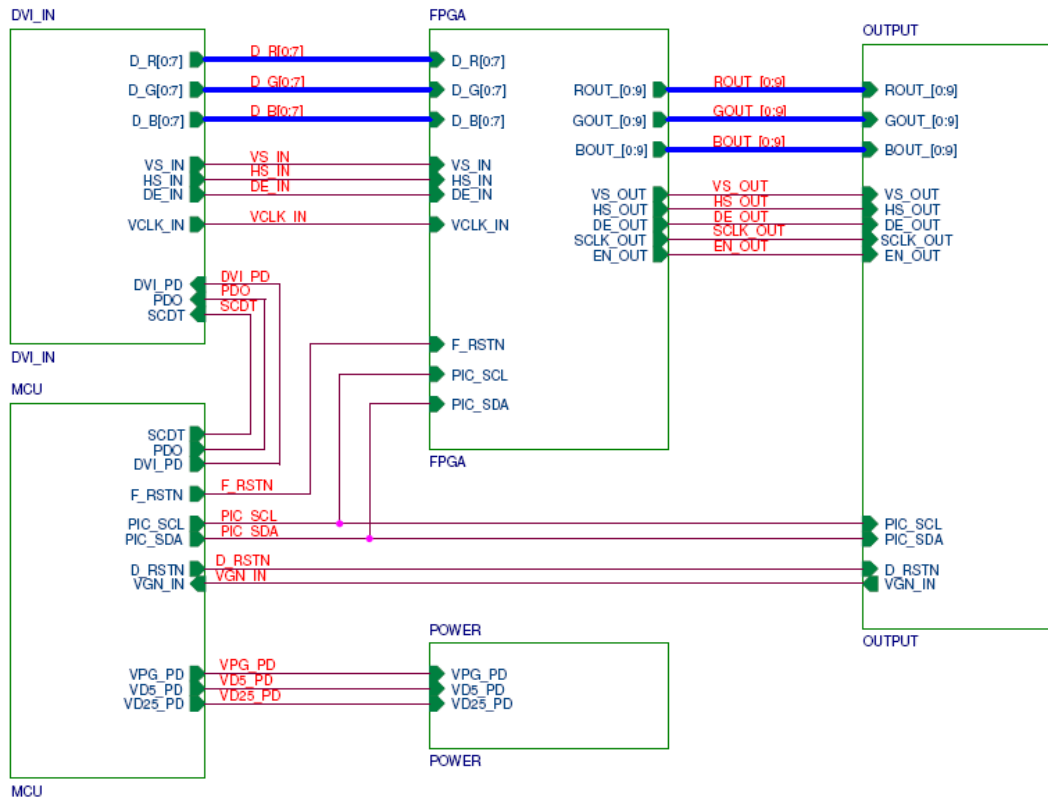 DVI_IN
D_R[0:7]
D_G[0:7]
D_B[0:7]
VS_IN
HS_IN
DE_IN
VCLK_IN
DVI_PD
PDO
SCDT
DVI_IN
D_R[0:7]
D_G[0:7]
D_B[0:7]
VS_IN
HS_IN
DE_IN
VCLK_IN
DVI_PD
PDO
SCDT
FPGA
D_R[0:7]
D_G[0:7]
D_B[0:7]
VS_IN
HS_IN
DE_IN
VCLK_IN
F_RSTN
PIC_SCL
PIC_SDA
ROUT_[0:9]
GOUT_[0:9]
BOUT_[0:9]
VS_OUT
HS_OUT
DE_OUT
SCLK_OUT
EN_OUT
FPGA
ROUT_[0:9]
GOUT_[0:9]
BOUT_[0:9]
VS_OUT
HS_OUT
DE_OUT
SCLK_OUT
EN_OUT
OUTPUT
ROUT_[0:9]
GOUT_[0:9]
BOUT_[0:9]
VS_OUT
HS_OUT
DE_OUT
SCLK_OUT
EN_OUT
PIC_SCL
PIC_SDA
D_RSTN
VGN_IN
OUTPUT
MCU
SCDT
PDO
DVI_PD
F_RSTN
PIC_SCL
PIC_SDA
D_RSTN
VGN_IN
VPG_PD
VD5_PD
VD25_PD
MCU
F_RSTN
PIC_SCL
PIC_SDA
D_RSTN
VGN_IN
VPG_PD
VD5_PD
VD25_PD
POWER
VPG_PD
VD5_PD
VD25_PD
POWER